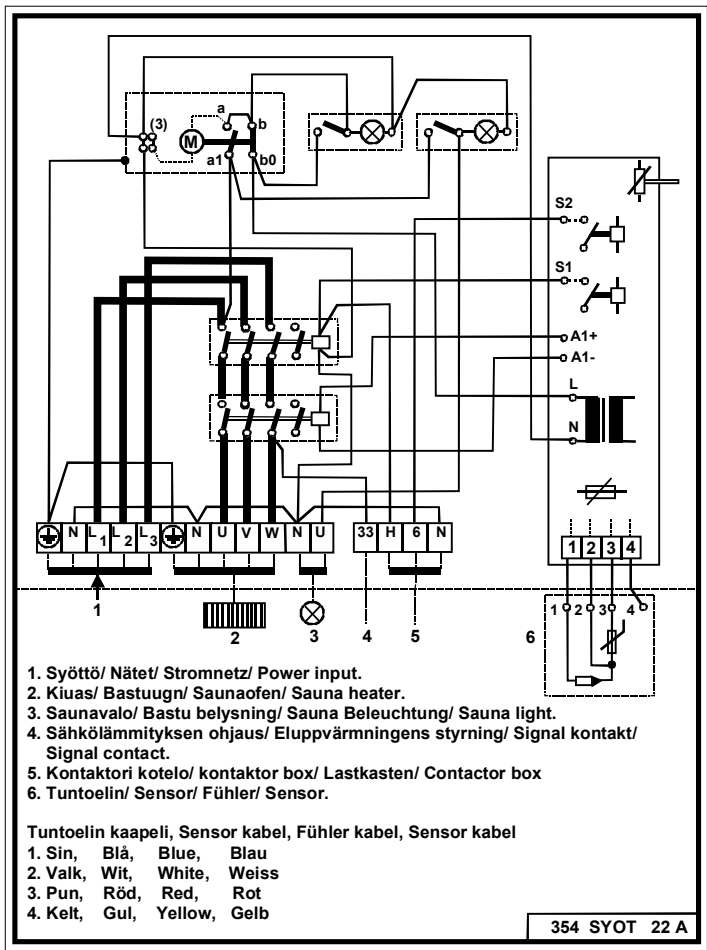 (3)
a
b
M
a1
b0
S2
S1
A1+
A1-
L
N
N L1 L2 L3 N U V W N U
33 H 6 N
1 2 3 4
1 2 3 4
1
2
3
4
5
6
1. Syöttö/ Nätet/ Stromnetz/ Power input.
2. Kiuas/ Bastuugn/ Saunaofen/ Sauna heater.
3. Saunavalo/ Bastu belysning/ Sauna Beleuchtung/ Sauna light.
4. Sähkölämmityksen ohjaus/ Eluppvärmningens styrning/ Signal kontakt/
Signal contact.
5. Kontaktori kotelo/ kontaktor box/ Lastkasten/ Contactor box
6. Tuntoelin/ Sensor/ Fühler/ Sensor.
Tuntoelin kaapeli, Sensor kabel, Fühler kabel, Sensor kabel
1. Sin, Blå, Blue, Blau
2. Valk, Wit, White, Weiss
3. Pun, Röd, Red, Rot
4. Kelt, Gul, Yellow, Gelb
354 SYOT 22 A